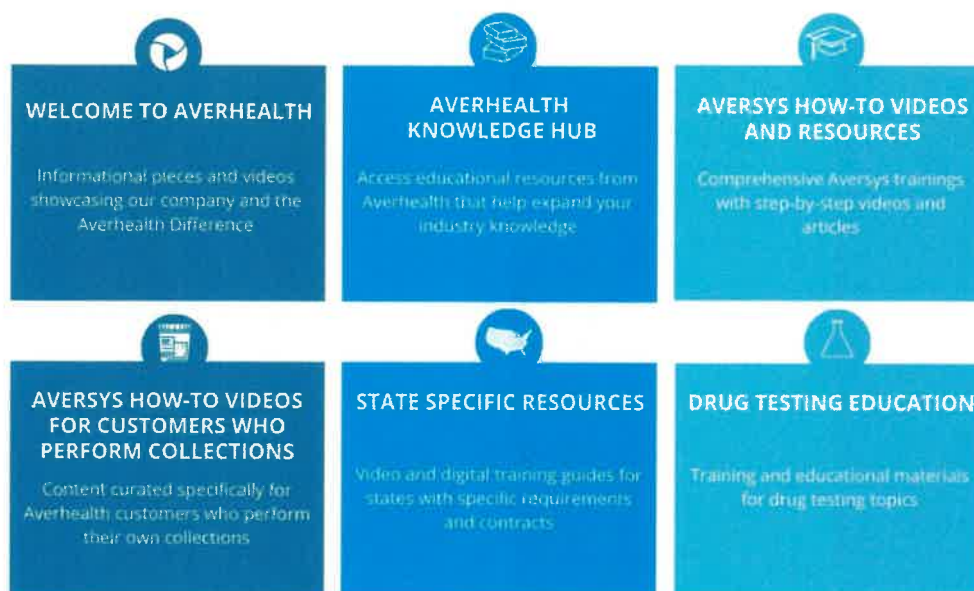 WELCOME TO AVERHEALTH
Informational pieces and videos
showcasing our company and the
Averhealth Difference
AVERHEALTH
KNOWLEDGE HUB
Access educational resources from
Averhealth that help expand your
industry knowledge
AVERSYS HOW-TO VIDEOS
AND RESOURCES
Comprehensive Aversys trainings
with step-by-step videos and
articles
AVERSYS HOW-TO VIDEOS
FOR CUSTOMERS WHO
PERFORM COLLECTIONS
Content curated specifically for
Averhealth customers who perform
their own collections
STATE SPECIFIC RESOURCES
Video and digital training guides for
states with specific requirements
and contracts
DRUG TESTING EDUCATION
Training and educational materials
for drug testing topics